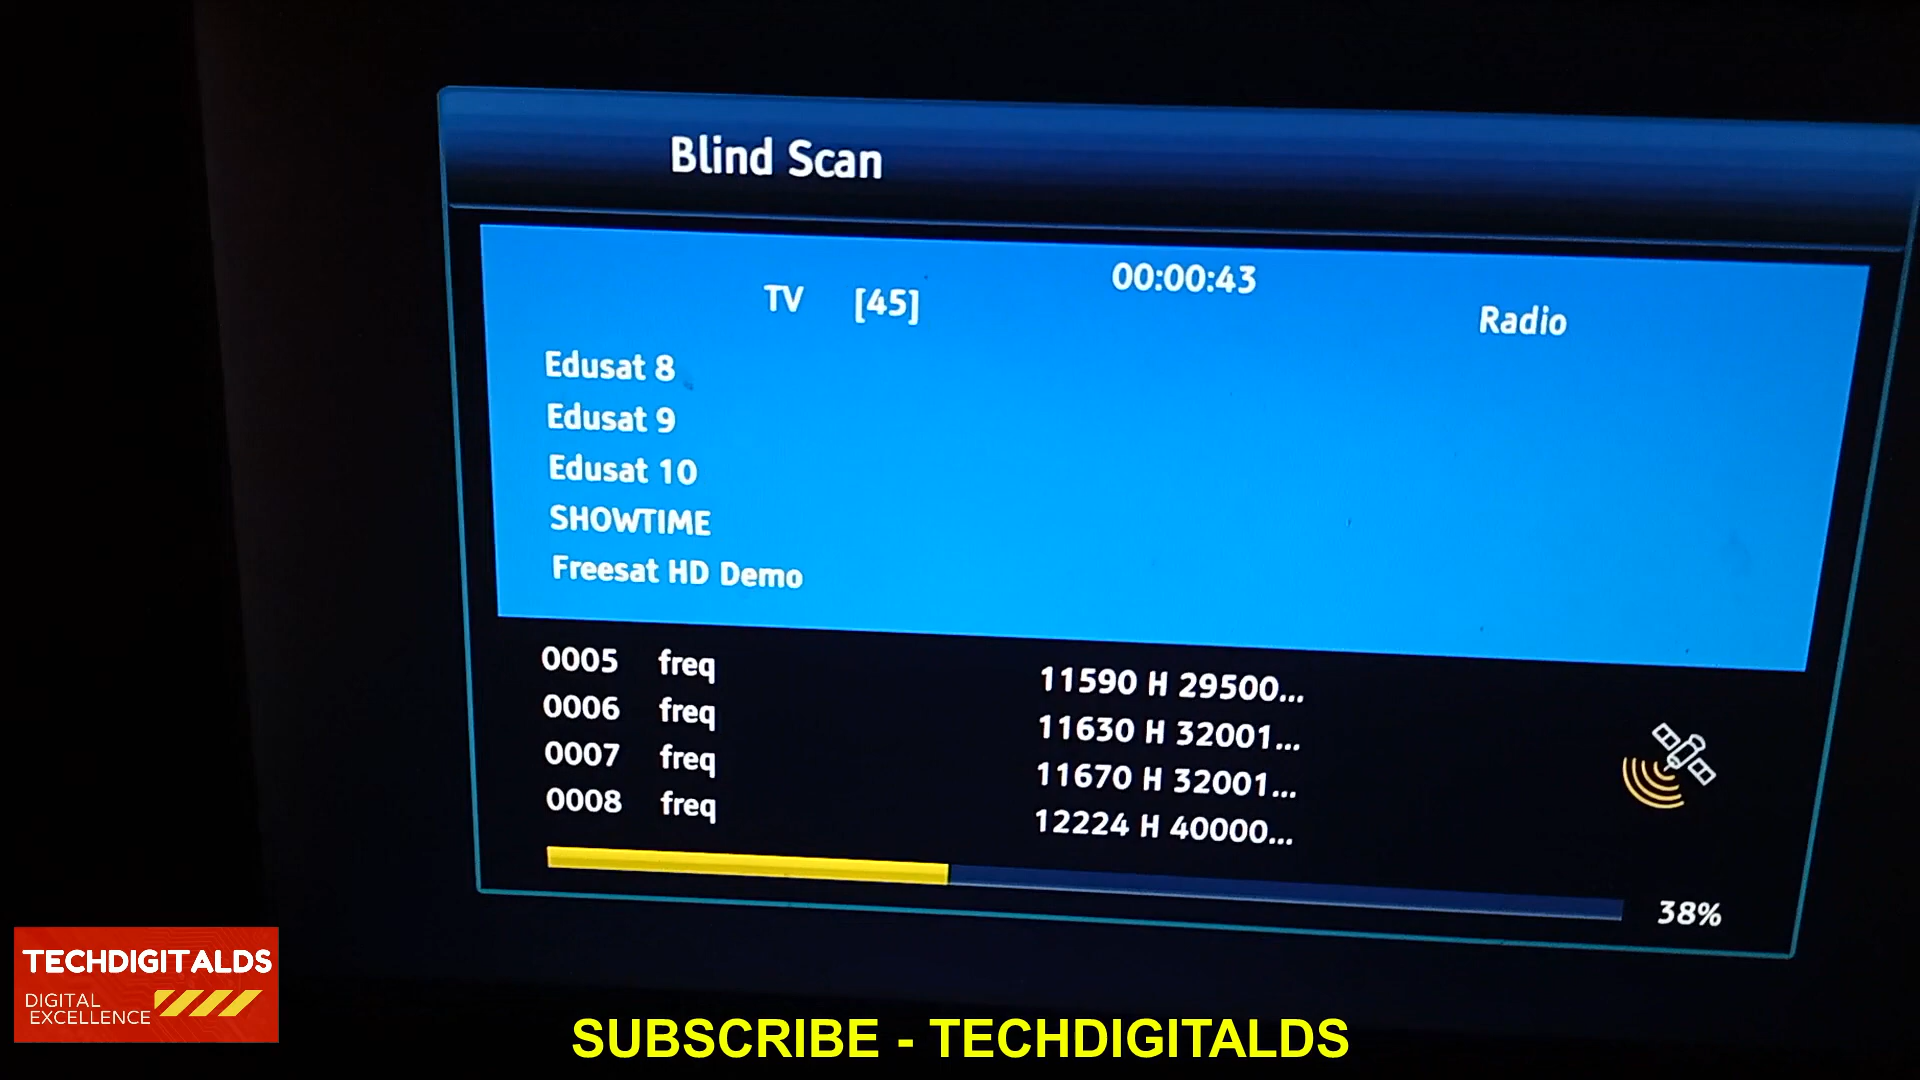 Blind Scan
00:00:43
TV [45] Radio
Edusat 8
Edusat 9
Edusat 10
SHOWTIME
Freesat HD Demo
0005 freq 11590 H 29500...
0006 freq 11630 H 32001...
0007 freq 11670 H 32001...
0008 freq 12224 H 40000...
38%
TECHDIGITALDS
DIGITAL
EXCELLENCE
SUBSCRIBE - TECHDIGITALDS